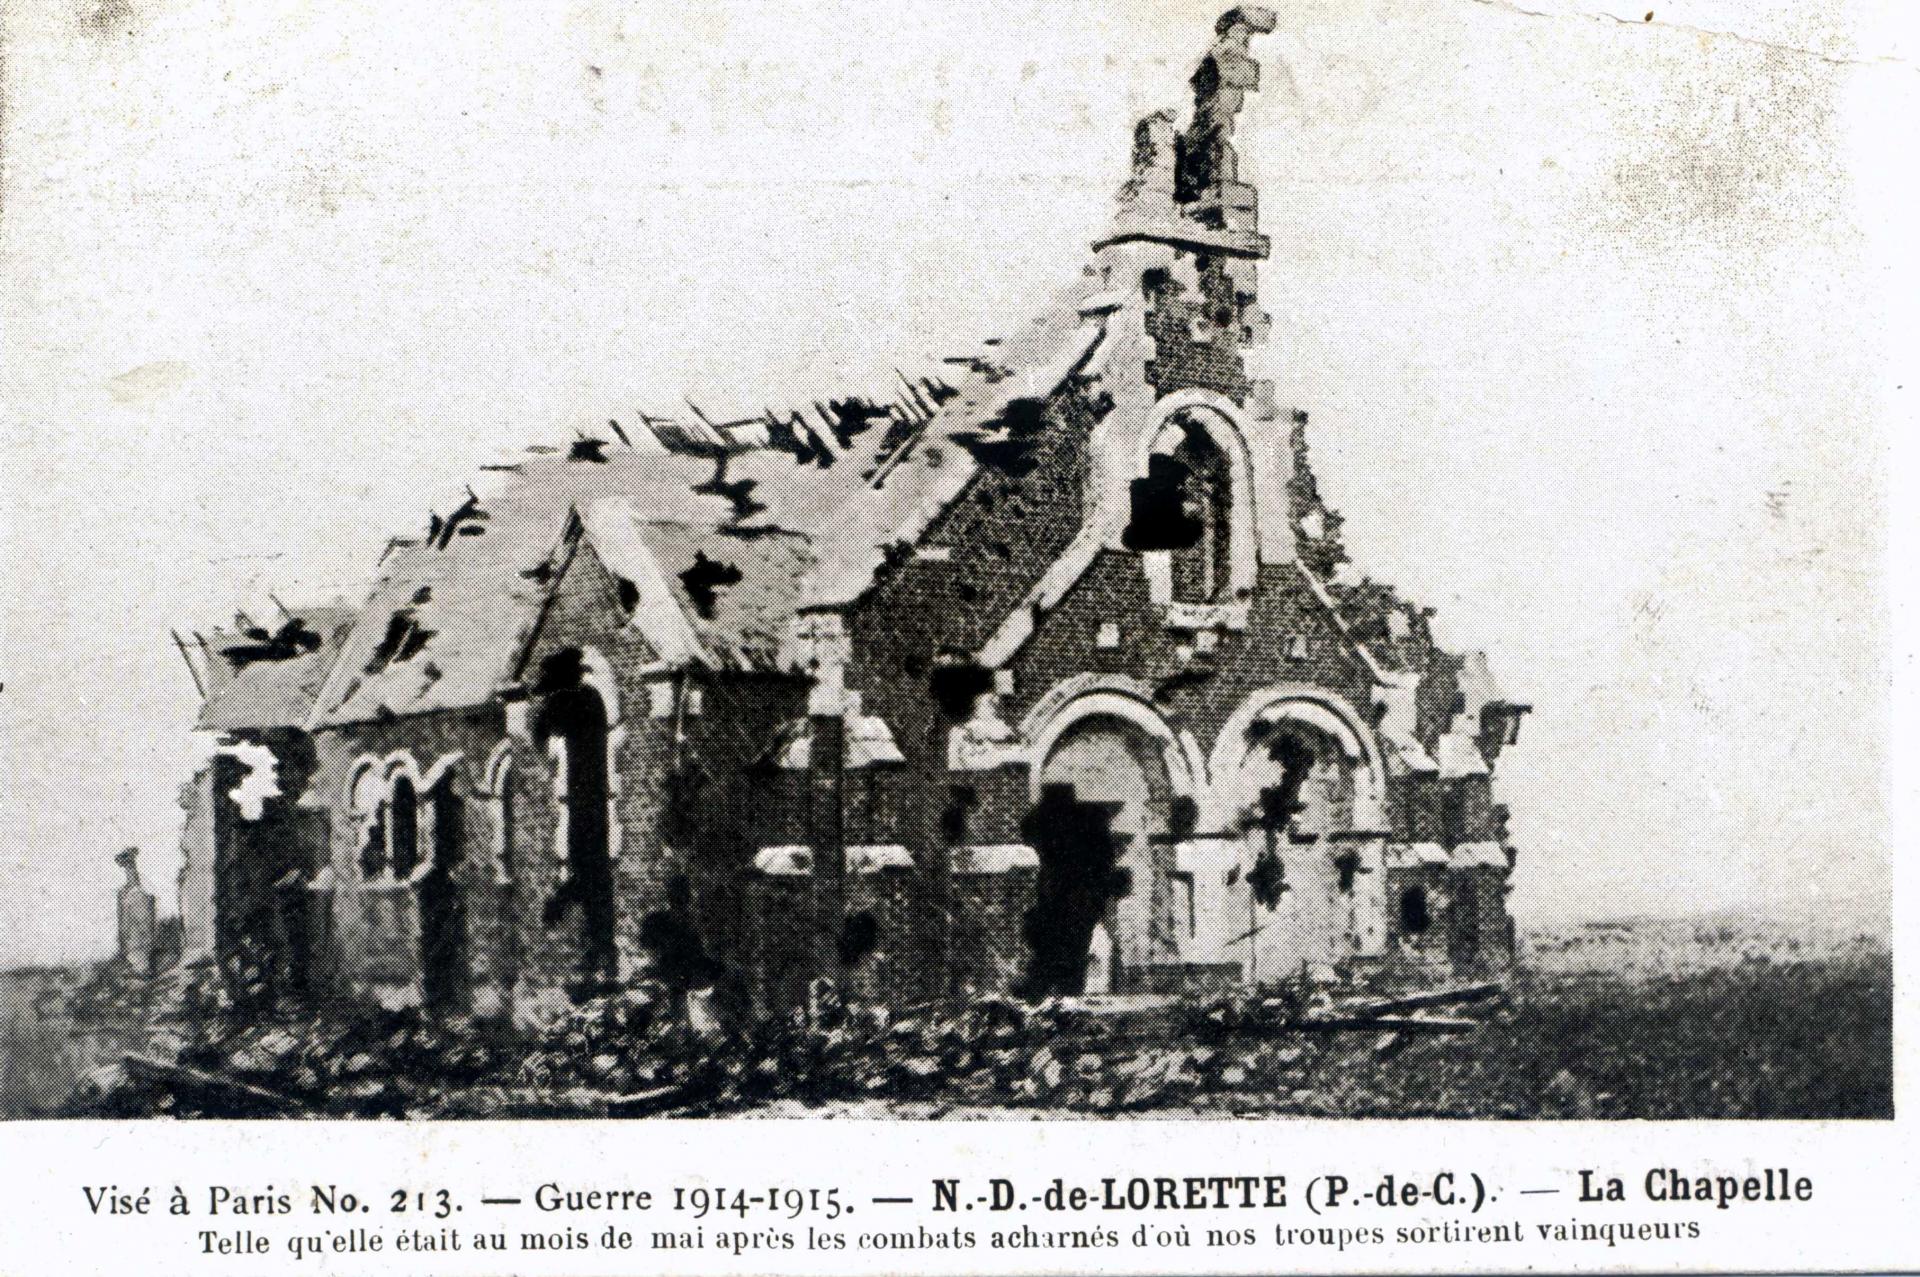 Visé à Paris No. 213. — Guerre 1914-1915. — N.-D.-de-LORETTE (P.-de-C.). — La Chapelle
Telle qu'elle était au mois de mai après les combats acharnés d'où nos troupes sortirent vainqueurs